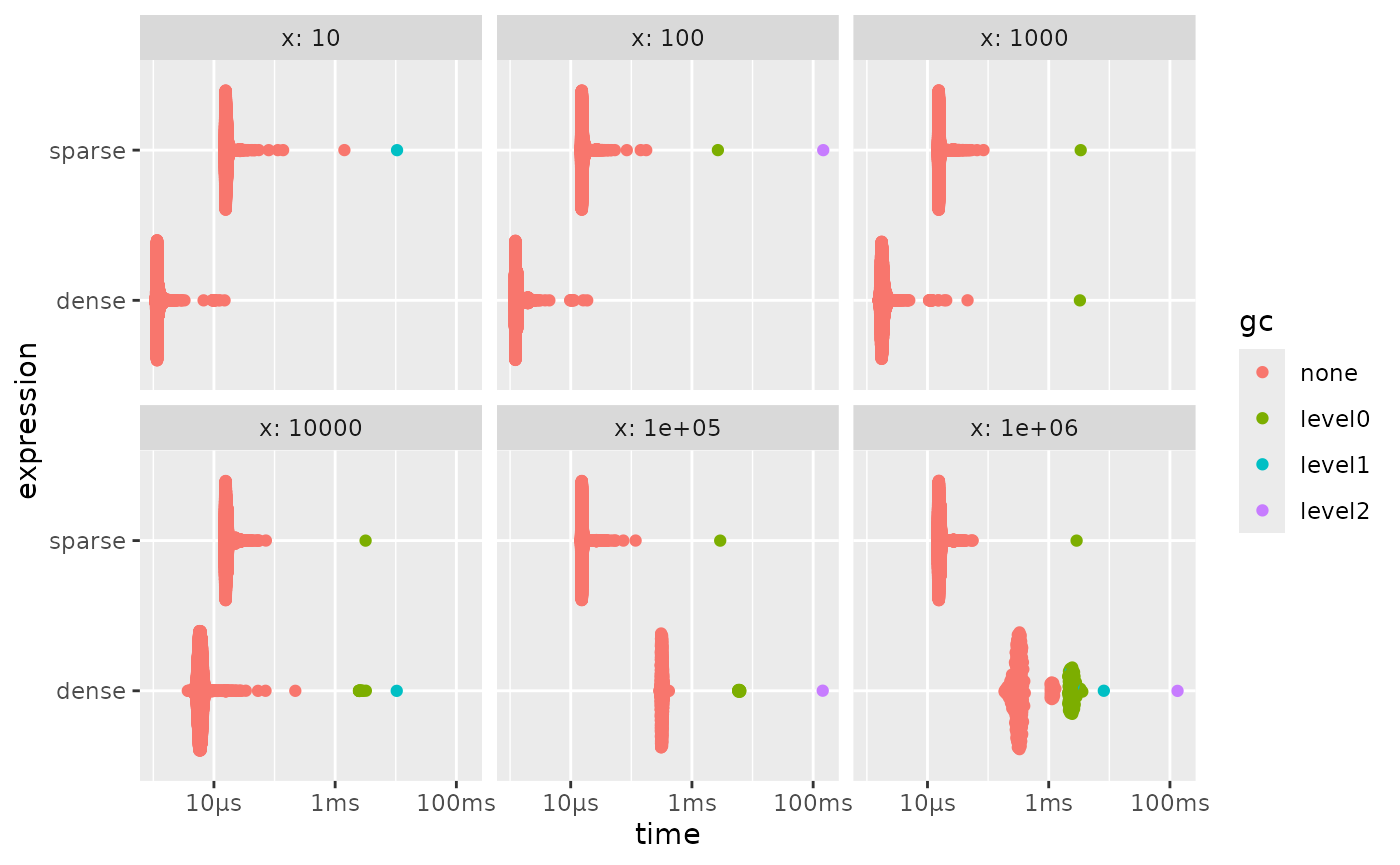 x: 10
x: 100
x: 1000
sparse
dense
x: 10000
x: 1e+05
x: 1e+06
sparse
dense
10µs
1ms
100ms
10µs
1ms
100ms
10µs
1ms
100ms
time
expression
gc
none
level0
level1
level2